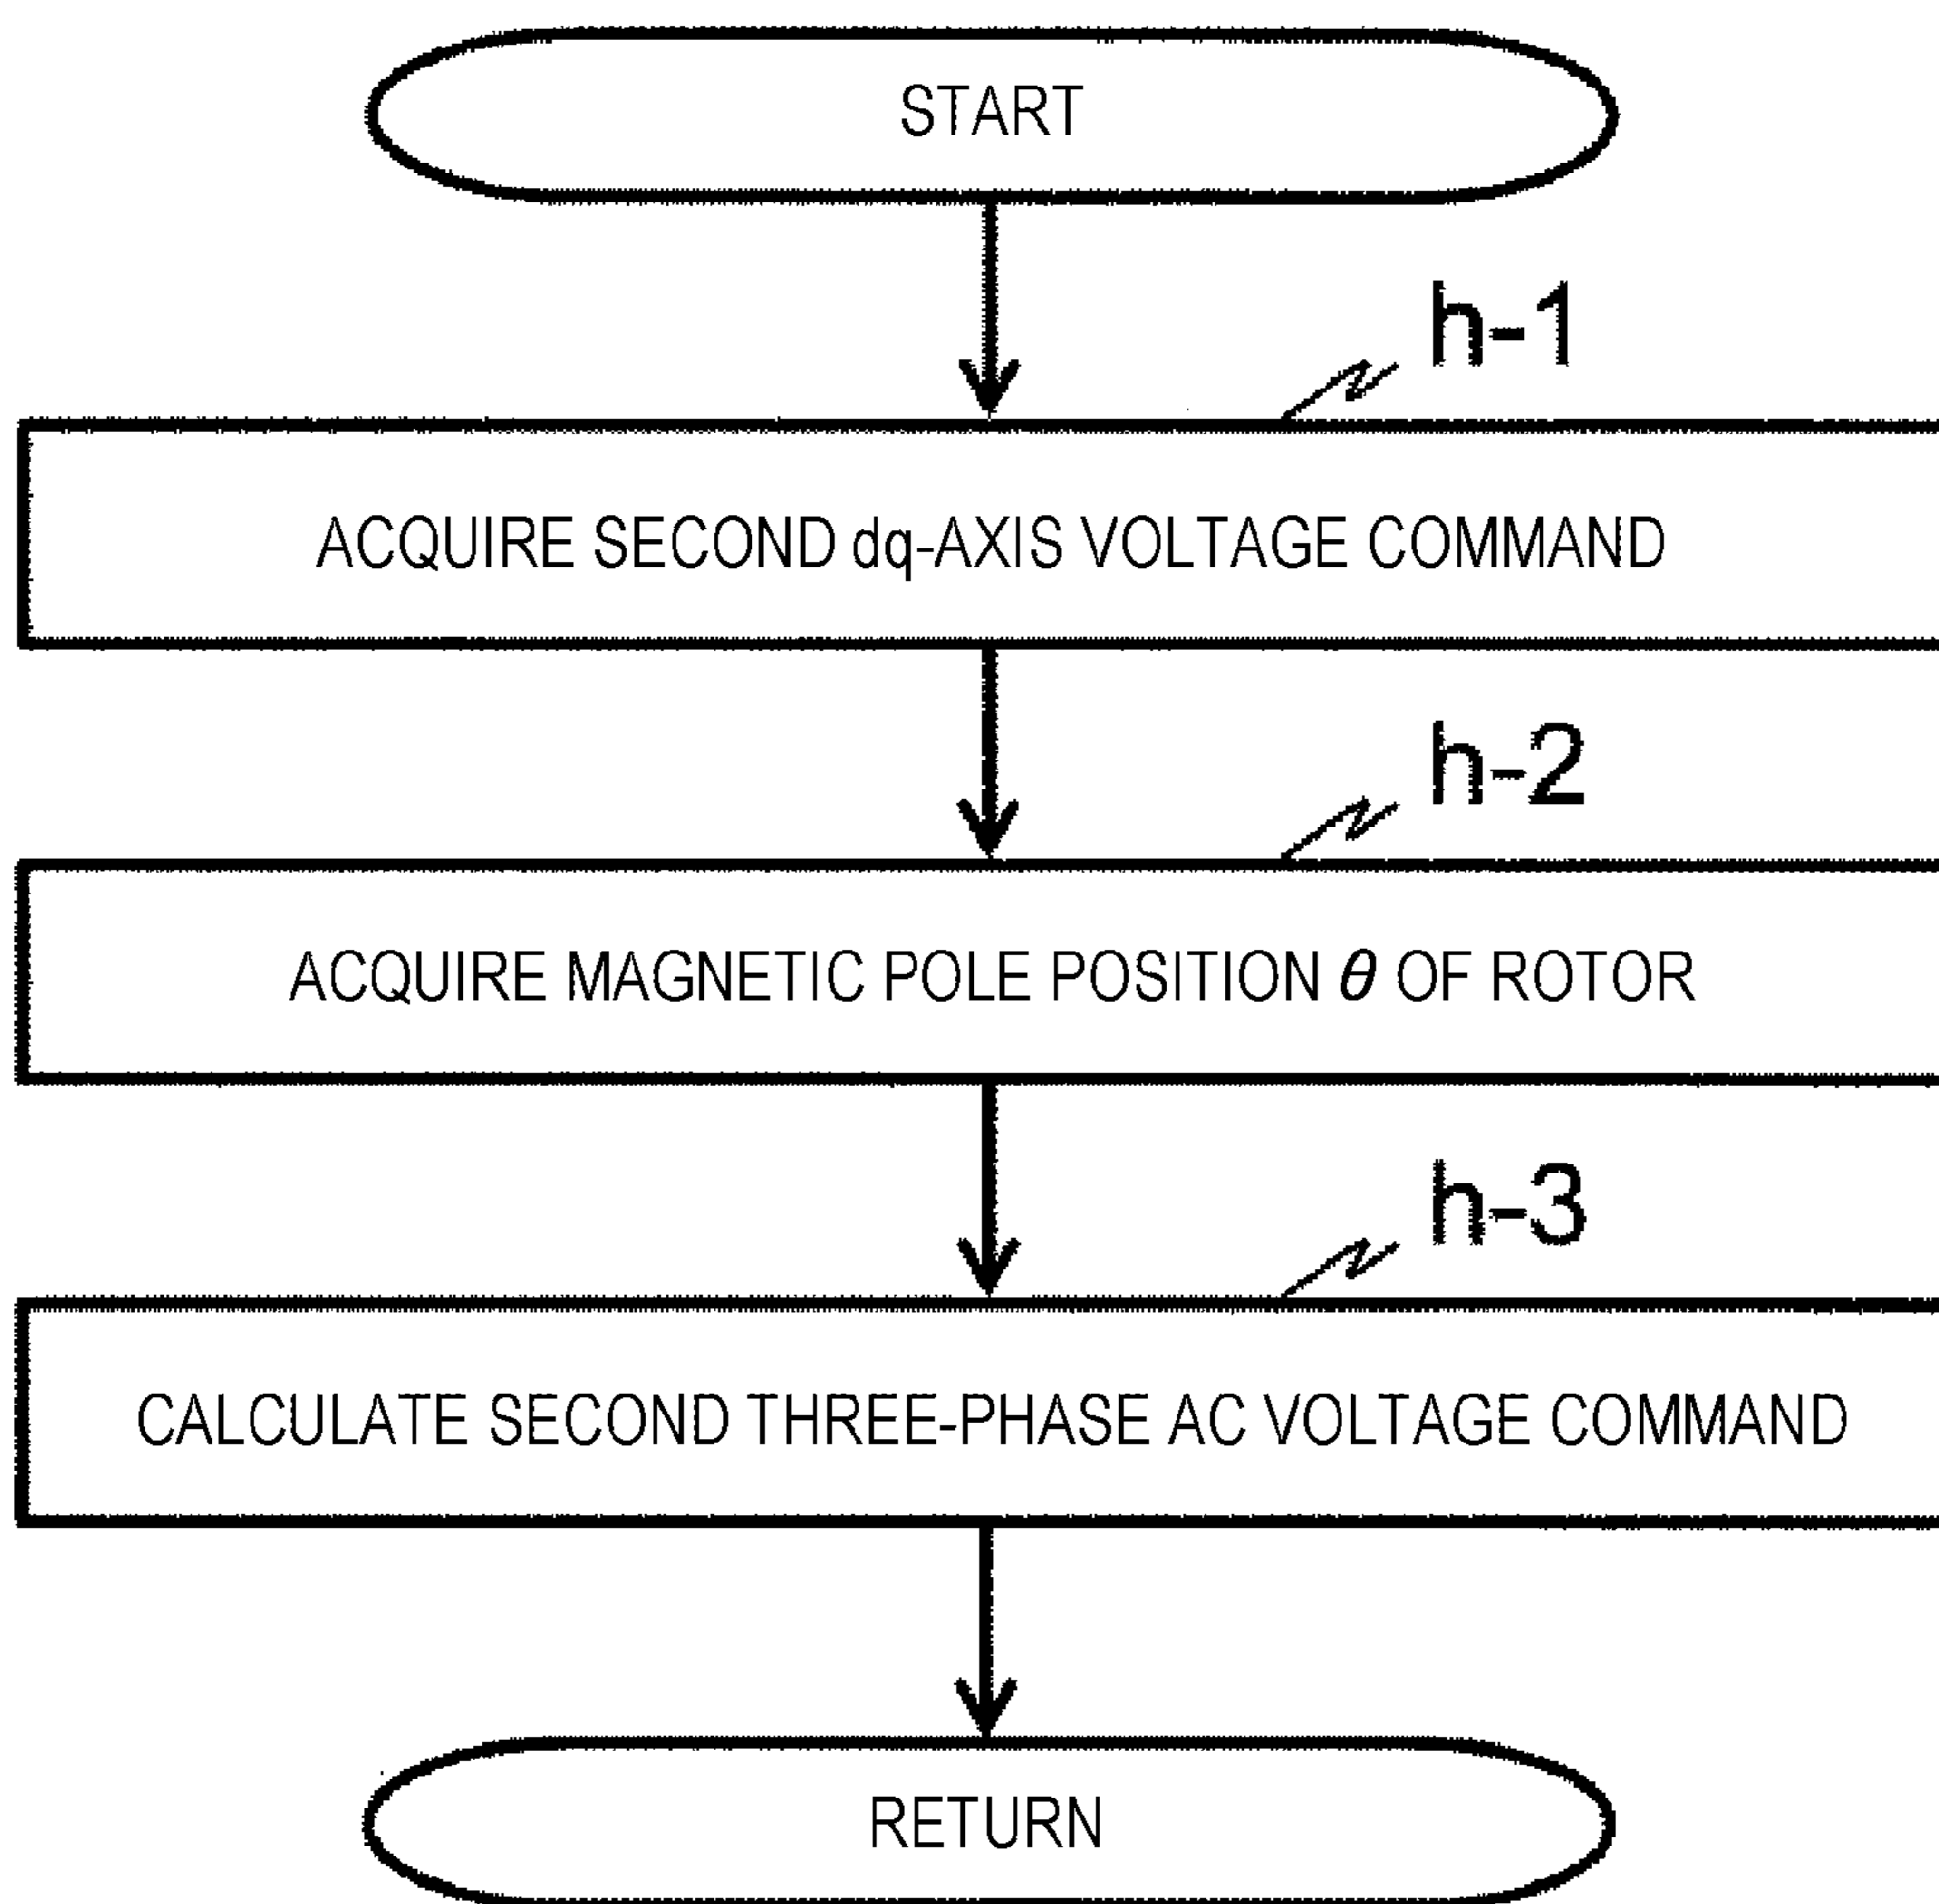 START
h-1
ACQUIRE SECOND dq-AXIS VOLTAGE COMMAND
h-2
ACQUIRE MAGNETIC POLE POSITION θ OF ROTOR
h-3
CALCULATE SECOND THREE-PHASE AC VOLTAGE COMMAND
RETURN